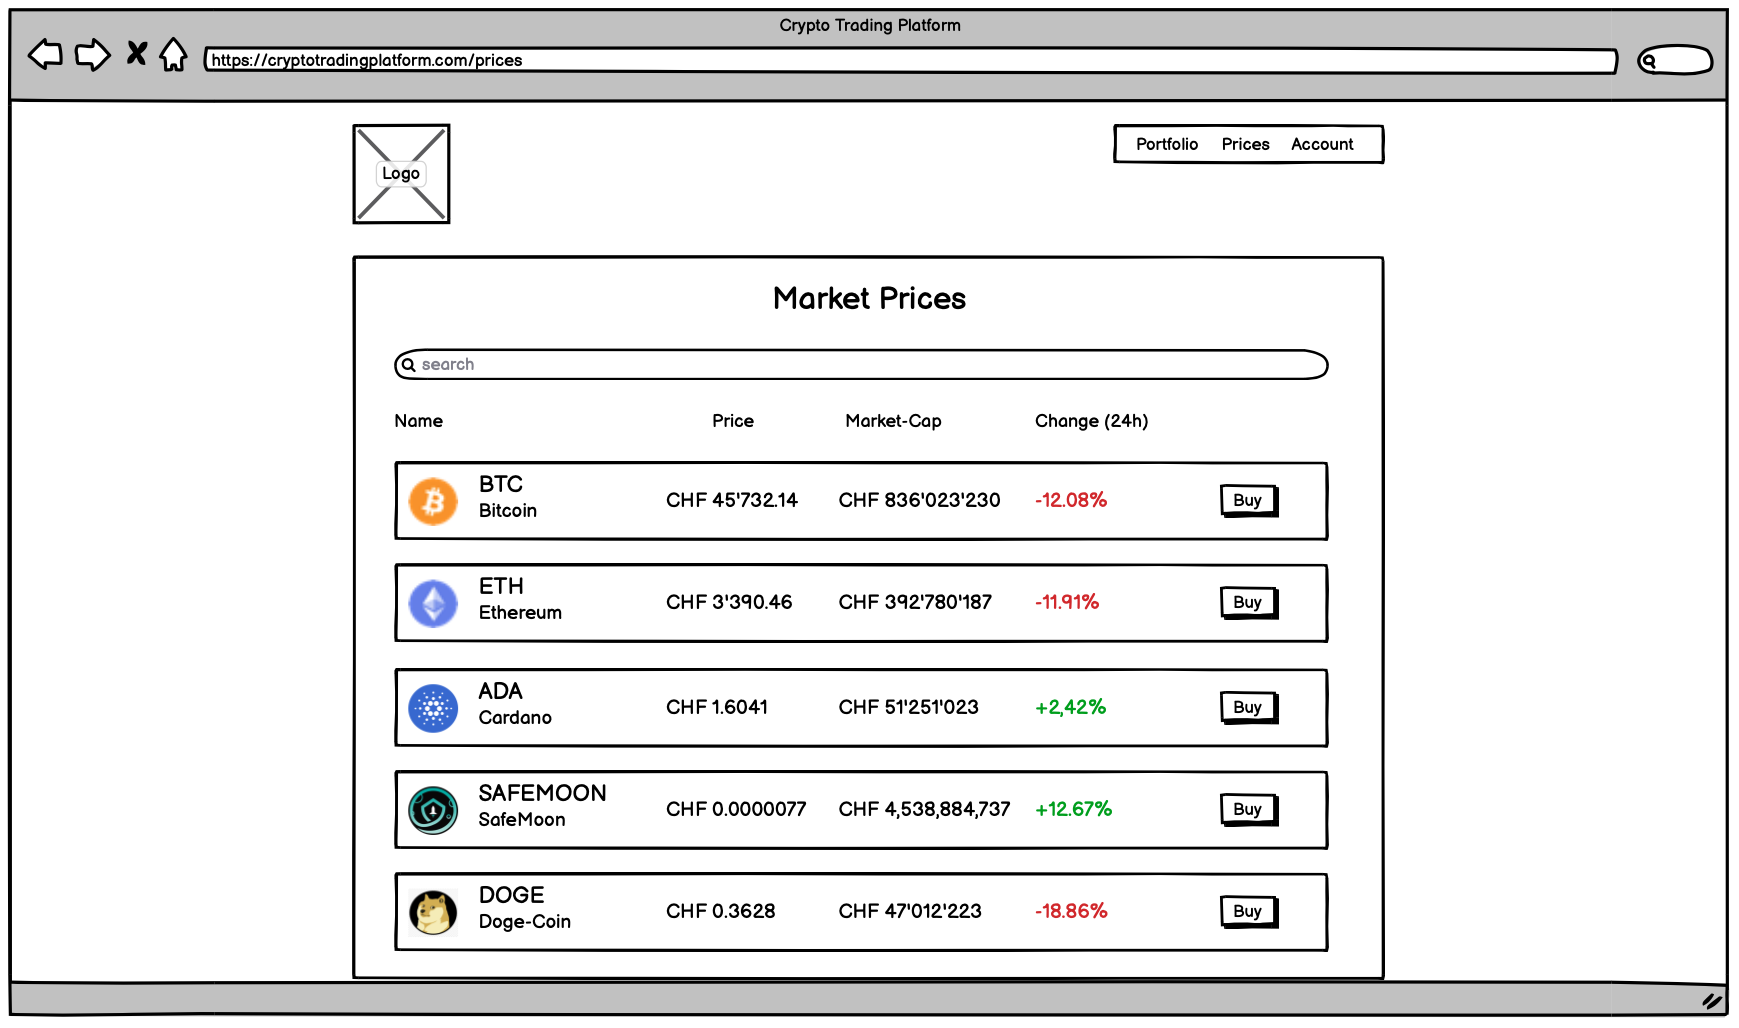 Crypto Trading Platform
https://cryptotradingplatform.com/prices
Logo
Portfolio Prices Account
Market Prices
search
Name Price Market-Cap Change (24h)
BTC
Bitcoin
CHF 45'732.14 CHF 836'023'230 -12.08% Buy
ETH
Ethereum
CHF 3'390.46 CHF 392'780'187 -11.91% Buy
ADA
Cardano
CHF 1.6041 CHF 51'251'023 +2,42% Buy
SAFEMOON
SafeMoon
CHF 0.0000077 CHF 4,538,884,737 +12.67% Buy
DOGE
Doge-Coin
CHF 0.3628 CHF 47'012'223 -18.86% Buy